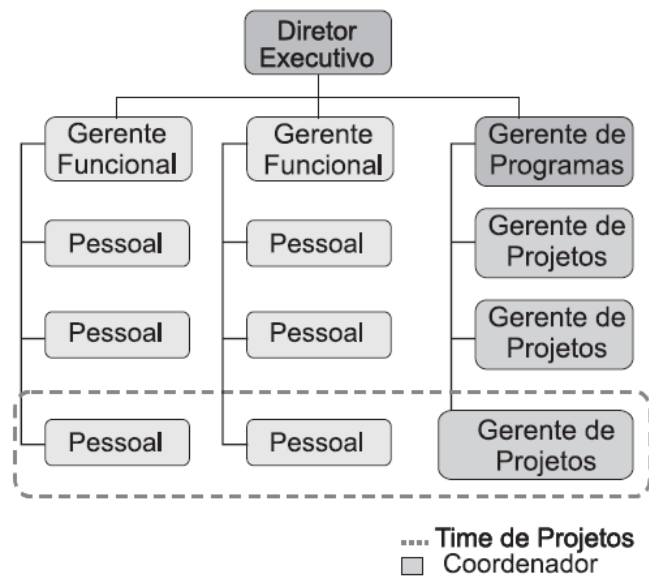 Diretor
Executivo
Gerente
Funcional
Gerente
Funcional
Gerente de
Programas
Pessoal
Pessoal
Gerente de
Projetos
Pessoal
Pessoal
Gerente de
Projetos
Pessoal
Pessoal
Gerente de
Projetos
Time de Projetos
Coordenador